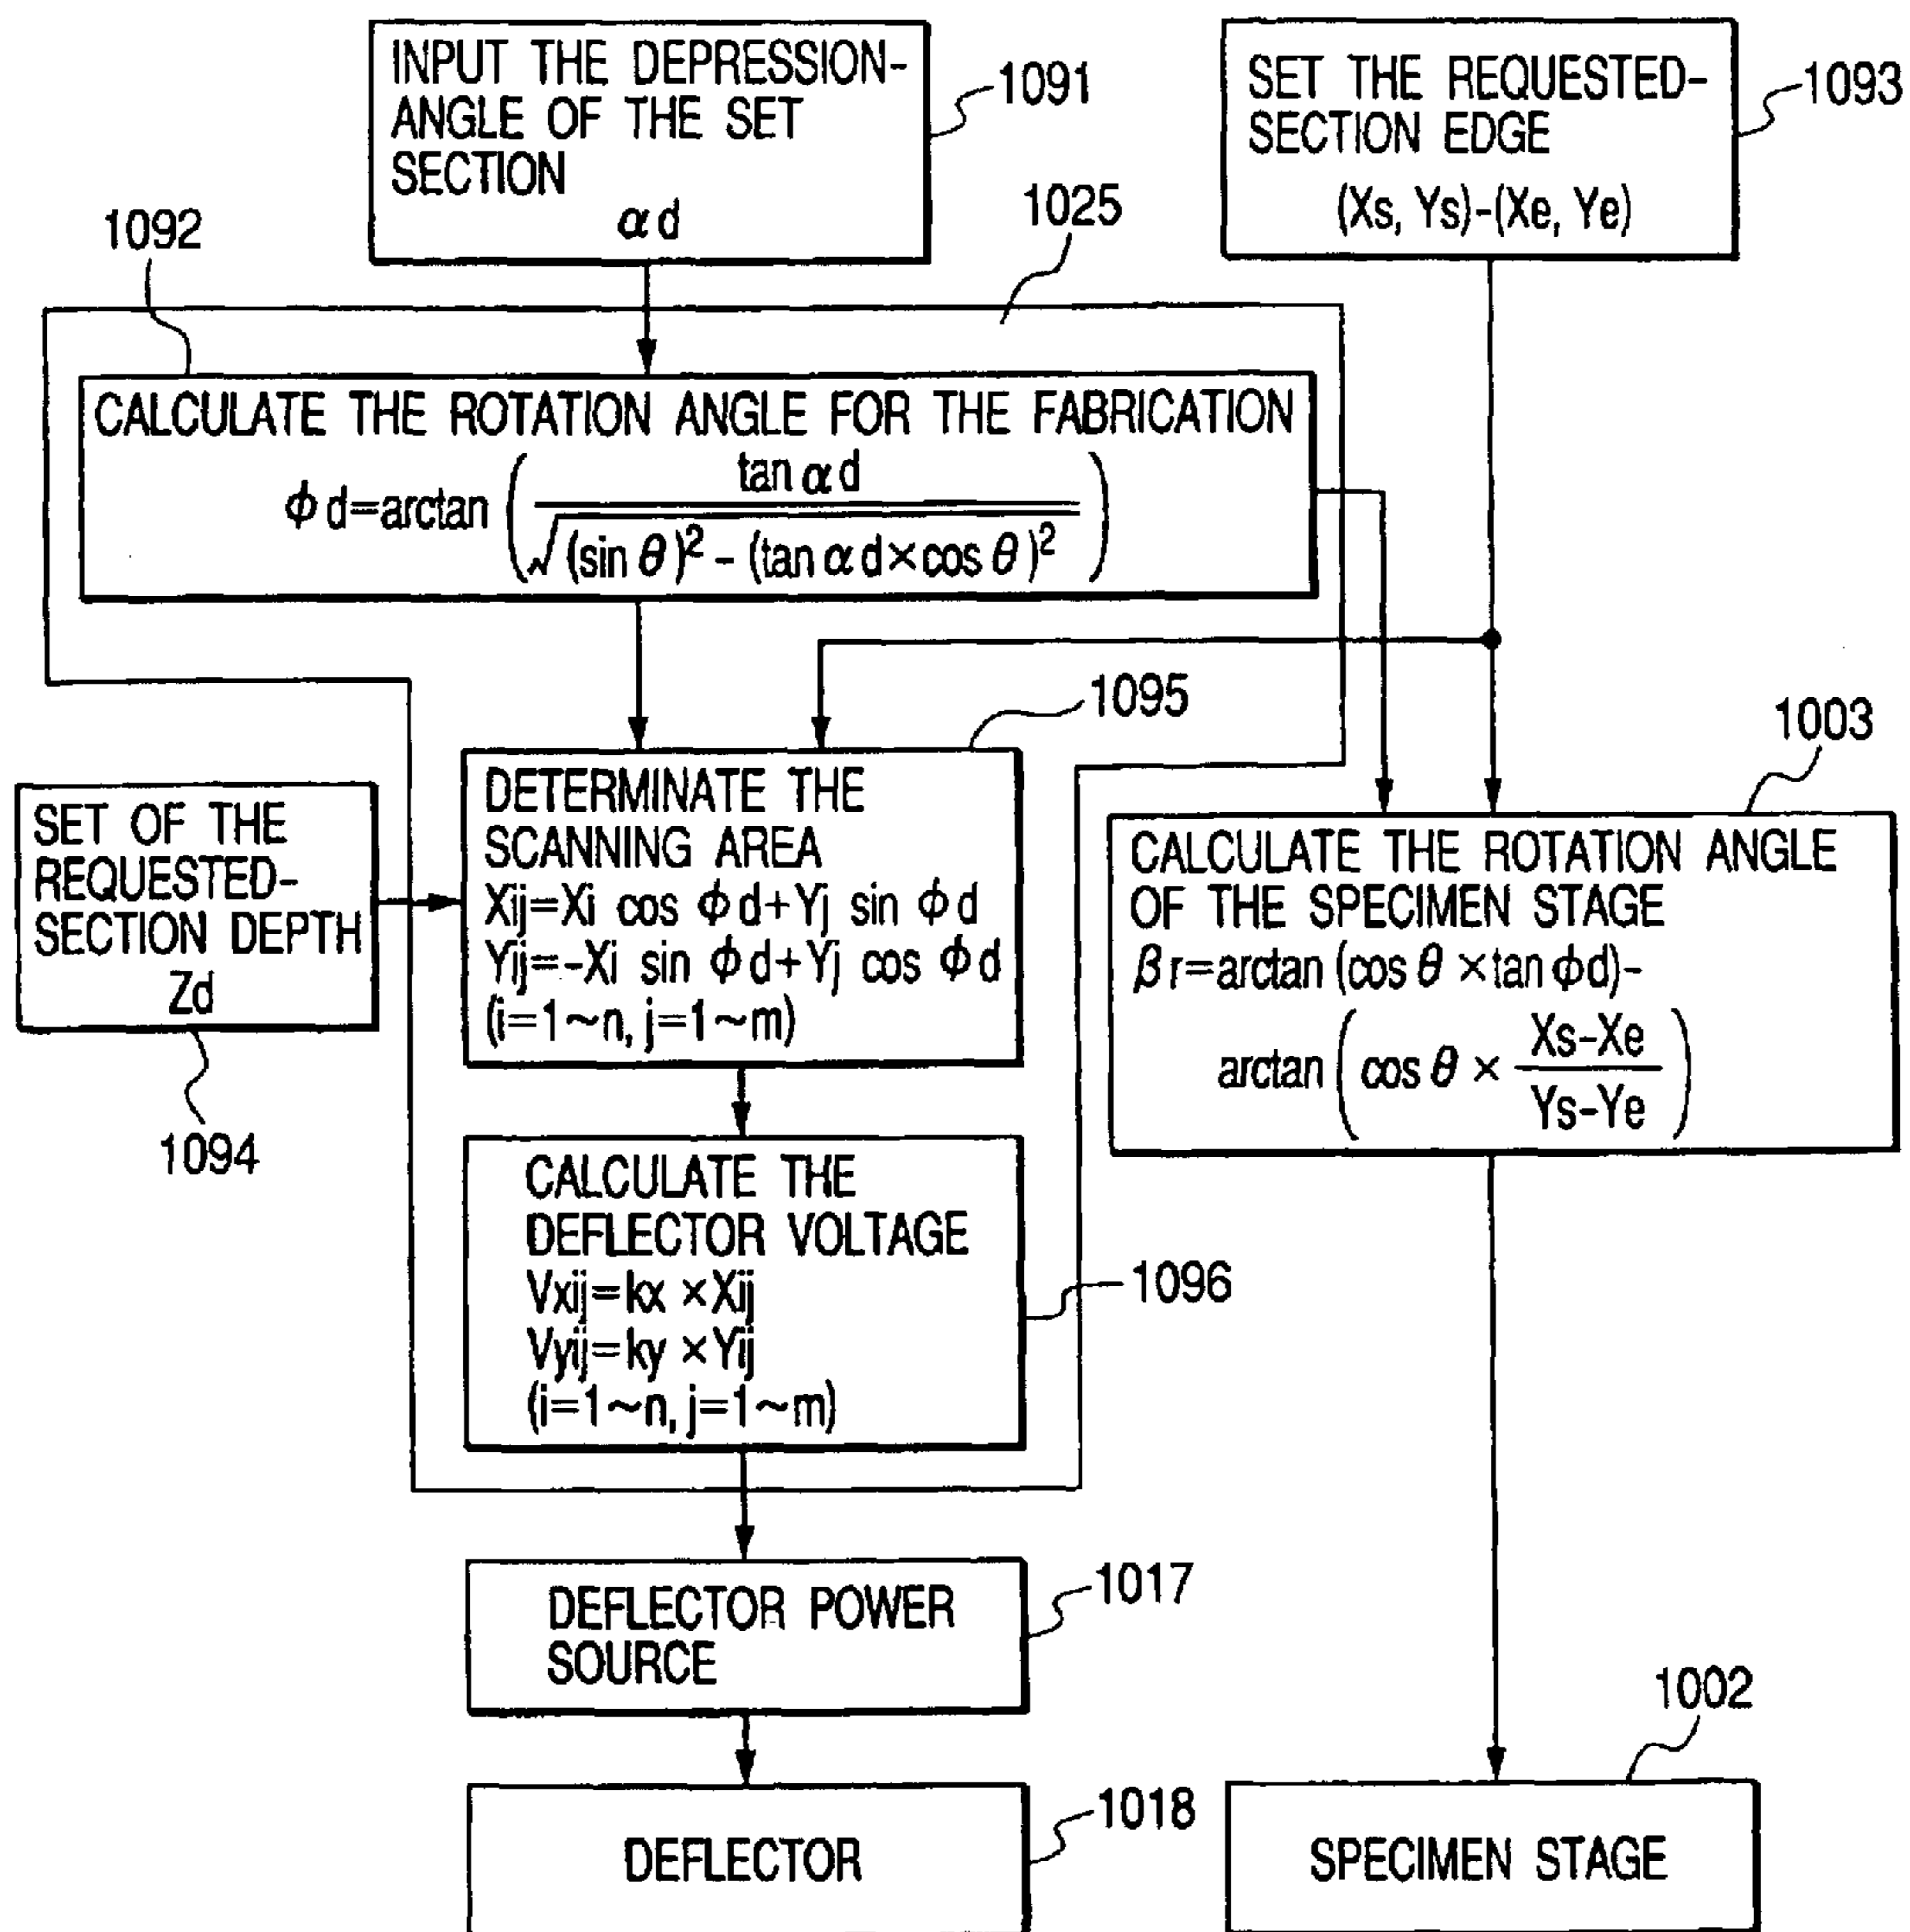 INPUT THE DEPRESSION-
ANGLE OF THE SET
SECTION
αd
1091
SET THE REQUESTED-
SECTION EDGE
(Xs, Ys)-(Xe, Ye)
1093
1092
1025
CALCULATE THE ROTATION ANGLE FOR THE FABRICATION
ϕd=arctan ( tan αd / √(sin θ)² - (tan αd×cos θ)² )
1095
1003
SET OF THE
REQUESTED-
SECTION DEPTH
Zd
1094
DETERMINATE THE
SCANNING AREA
Xij=Xi cos ϕd+Yj sin ϕd
Yij=-Xi sin ϕd+Yj cos ϕd
(i=1~n, j=1~m)
CALCULATE THE ROTATION ANGLE
OF THE SPECIMEN STAGE
βr=arctan (cos θ ×tan ϕd)-
arctan ( cos θ × Xs-Xe / Ys-Ye )
CALCULATE THE
DEFLECTOR VOLTAGE
Vxij=kx ×Xij
Vyij=ky ×Yij
(i=1~n, j=1~m)
1096
DEFLECTOR POWER
SOURCE
1017
1002
DEFLECTOR
1018
SPECIMEN STAGE